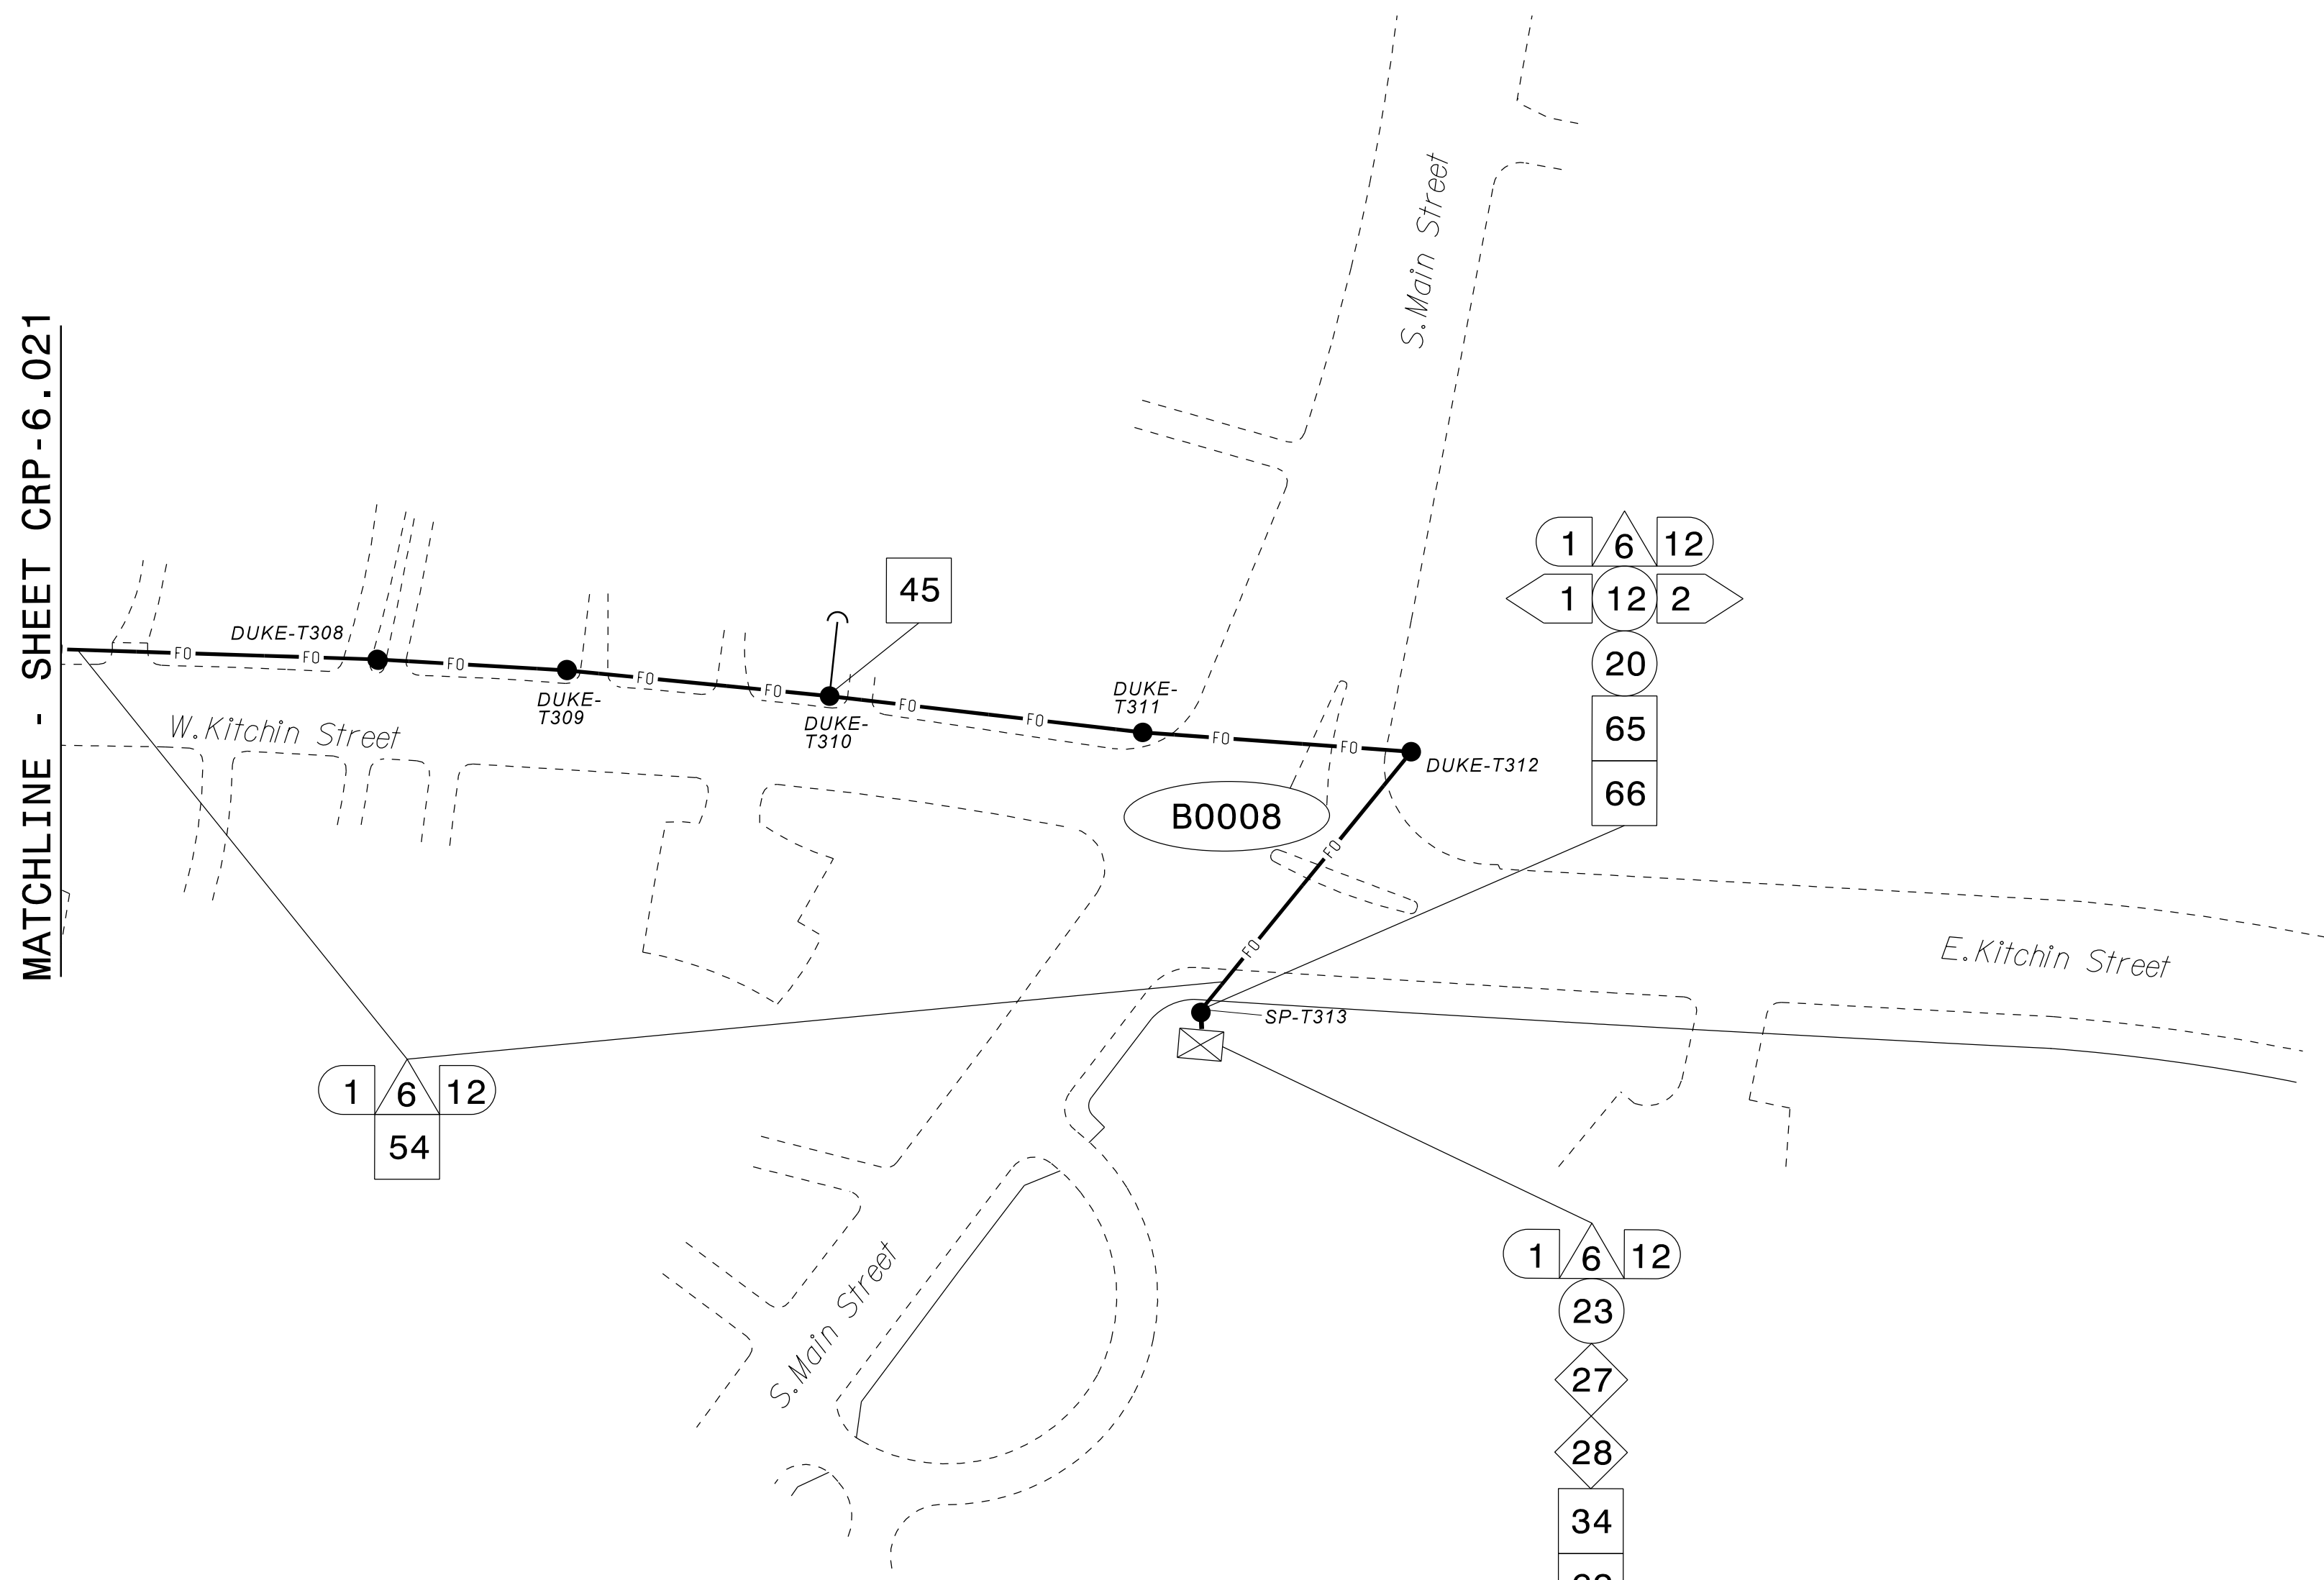 MATCHLINE - SHEET CRP-6.021
S.Main Street
1 6 12
1 12 2
20
65
66
45
DUKE-T308
FO FO FO FO FO FO FO FO FO
DUKE-
T309
DUKE-
T310
DUKE-
T311
DUKE-T312
W.Kitchin Street
B0008
FO
FO
E.Kitchin Street
SP-T313
1 6 12
54
S.Main Street
1 6 12
23
27
28
34